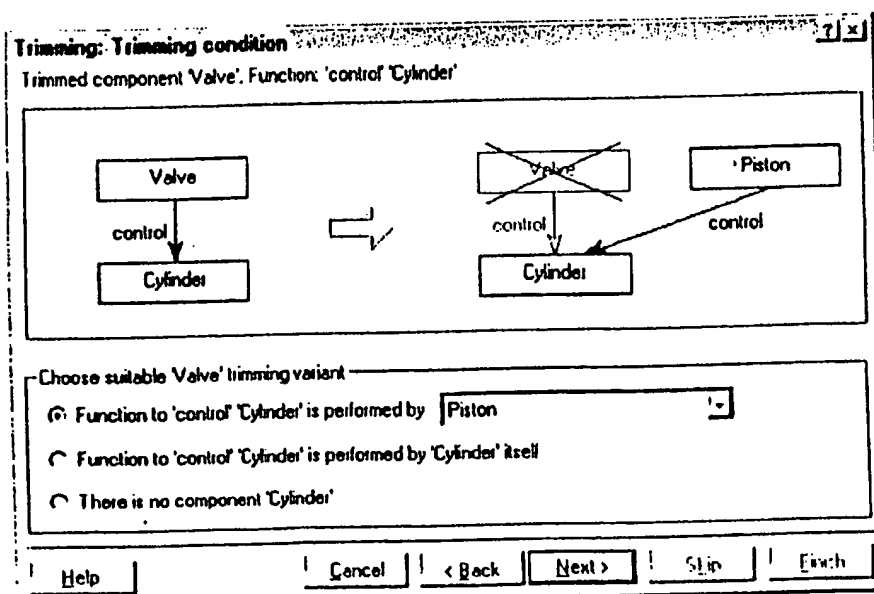 Trimming: Trimming condition
Trimmed component 'Valve'. Function: 'control' 'Cylinder'
Valve
control
Cylinder
Valve
control
Cylinder
Piston
control
Choose suitable 'Valve' trimming variant
Function to 'control' 'Cylinder' is performed by Piston
Function to 'control' 'Cylinder' is performed by 'Cylinder' itself
There is no component 'Cylinder'
Help Cancel < Back Next > Skip Finish